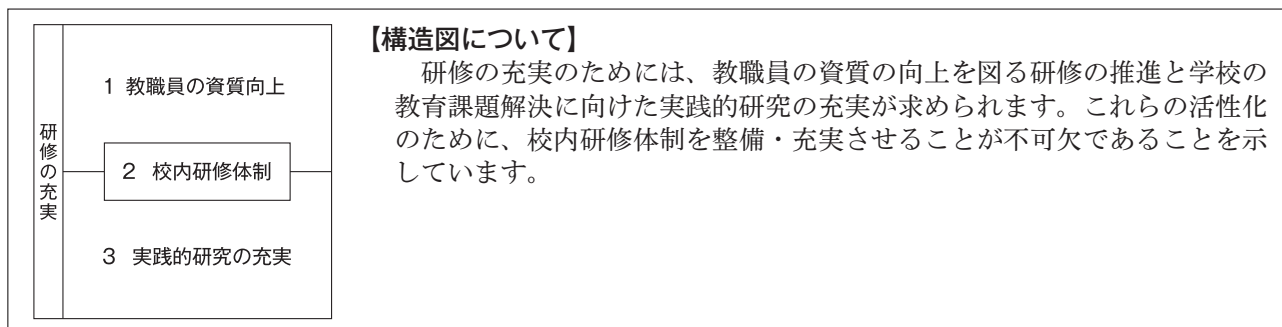 研修の充実
1 教職員の資質向上
2 校内研修体制
3 実践的研究の充実
【構造図について】
研修の充実のためには、教職員の資質の向上を図る研修の推進と学校の
教育課題解決に向けた実践的研究の充実が求められます。これらの活性化
のために、校内研修体制を整備・充実させることが不可欠であることを示
しています。